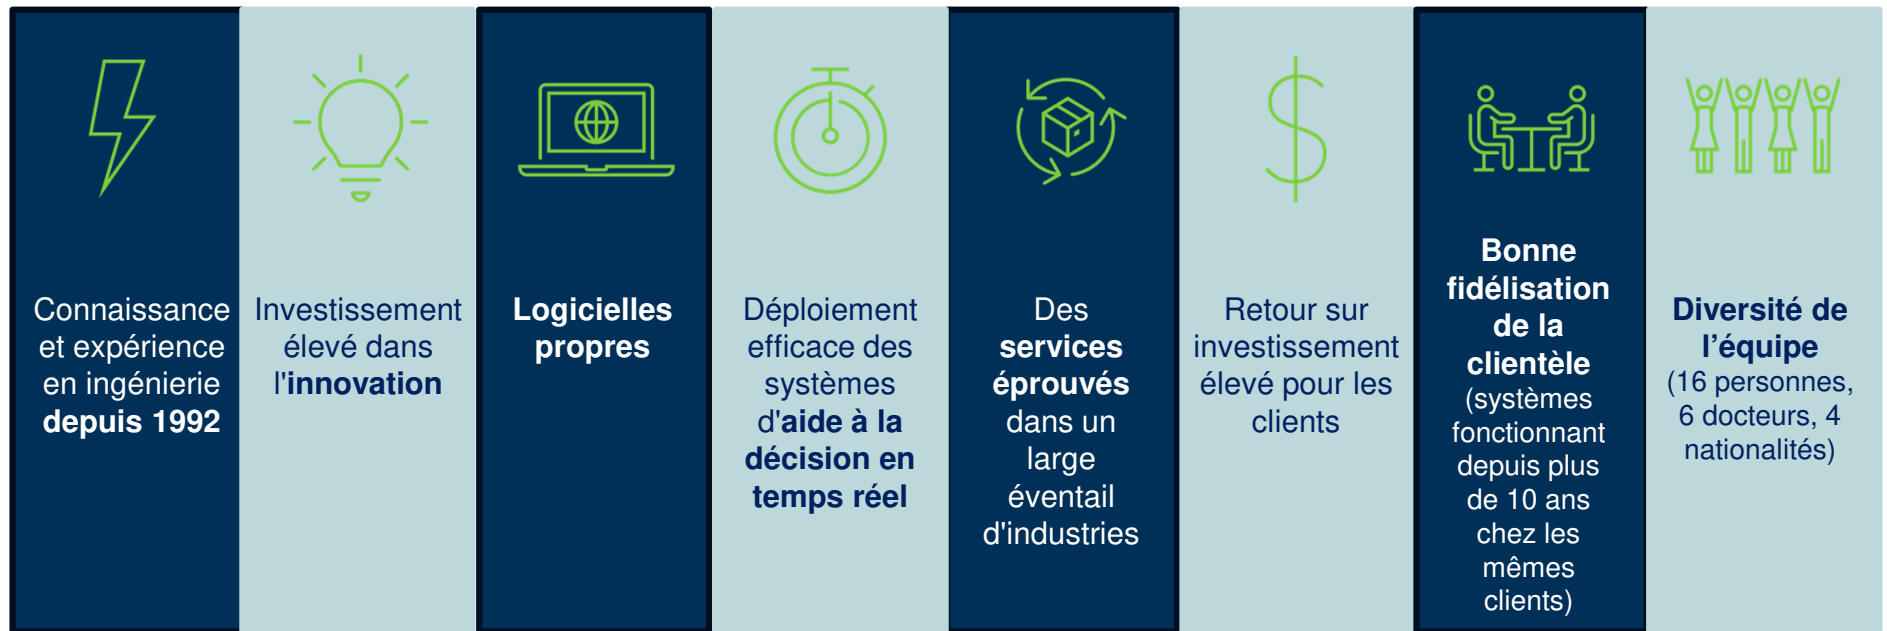 Connaissance
et expérience
en ingénierie
depuis 1992
Investissement
élevé dans
l'innovation
Logicielles
propres
Déploiement
efficace des
systèmes
d'aide à la
décision en
temps réel
Des
services
éprouvés
dans un
large
éventail
d'industries
Retour sur
investissement
élevé pour les
clients
Bonne
fidélisation
de la
clientèle
(systèmes
fonctionnant
depuis plus
de 10 ans
chez les
mêmes
clients)
Diversité de
l’équipe
(16 personnes,
6 docteurs, 4
nationalités)